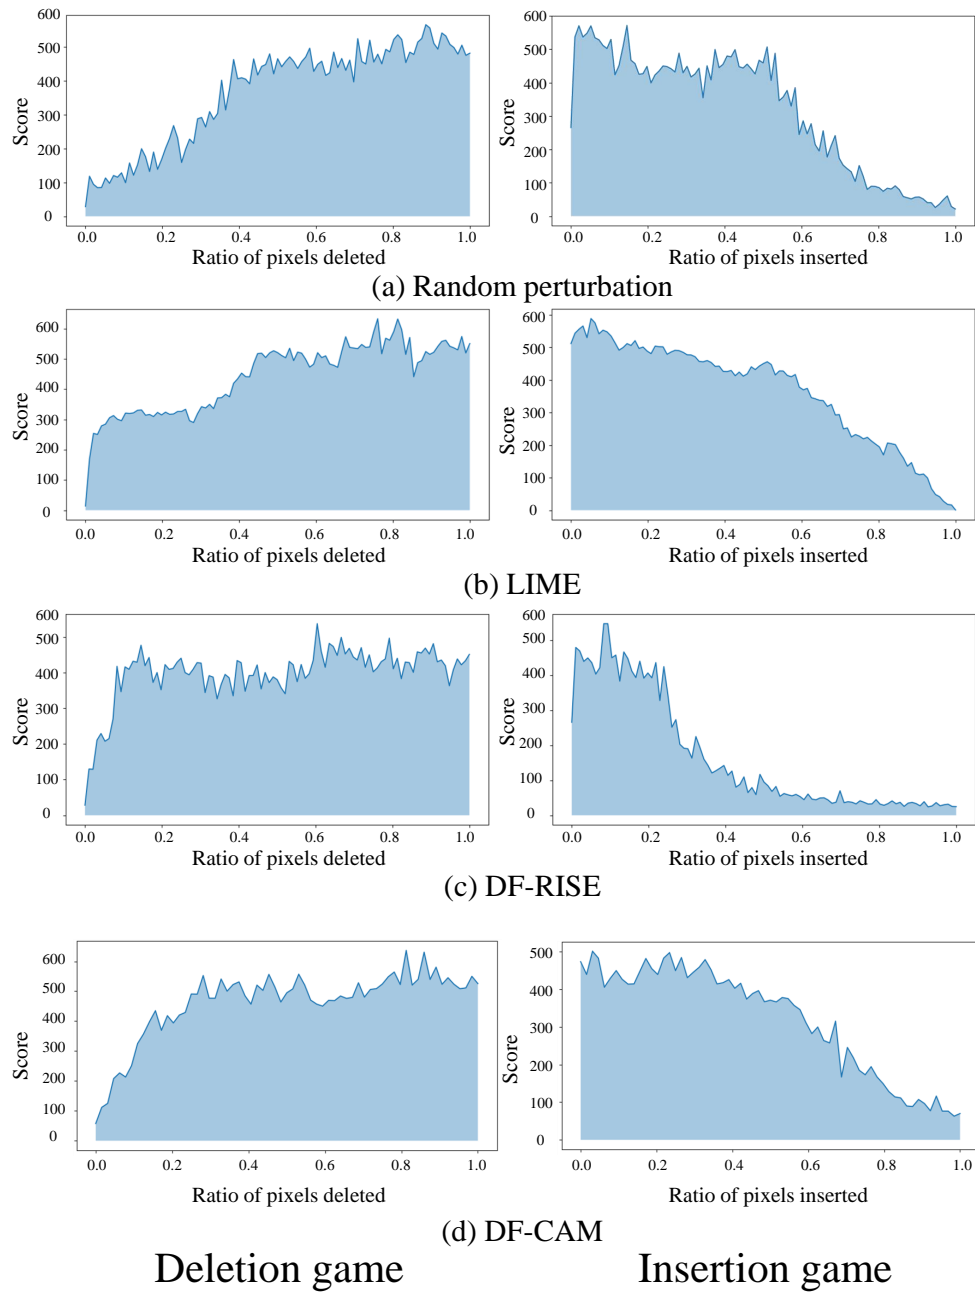 600
500
400
300
200
100
0
Score
0.0 0.2 0.4 0.6 0.8 1.0
Ratio of pixels deleted
600
500
400
300
200
100
0
Score
0.0 0.2 0.4 0.6 0.8 1.0
Ratio of pixels inserted
(a) Random perturbation
600
500
400
300
200
100
0
Score
0.0 0.2 0.4 0.6 0.8 1.0
Ratio of pixels deleted
600
500
400
300
200
100
0
Score
0.0 0.2 0.4 0.6 0.8 1.0
Ratio of pixels inserted
(b) LIME
600
500
400
300
200
100
0
Score
0.0 0.2 0.4 0.6 0.8 1.0
Ratio of pixels deleted
600
500
400
300
200
100
0
Score
0.0 0.2 0.4 0.6 0.8 1.0
Ratio of pixels inserted
(c) DF-RISE
600
500
400
300
200
100
0
Score
0.0 0.2 0.4 0.6 0.8 1.0
Ratio of pixels deleted
500
400
300
200
100
0
Score
0.0 0.2 0.4 0.6 0.8 1.0
Ratio of pixels inserted
(d) DF-CAM
Deletion game
Insertion game